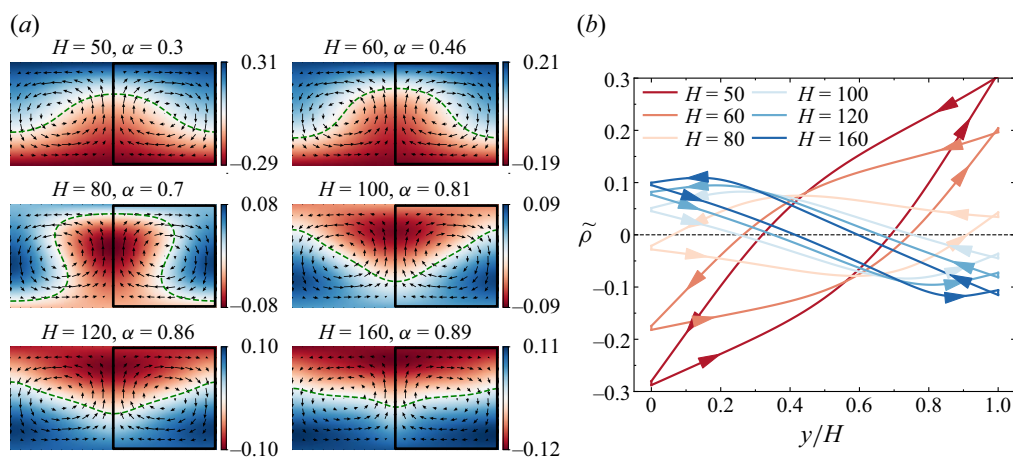 (a)
H = 50, α = 0.3
0.31
−0.29
H = 60, α = 0.46
0.21
−0.19
H = 80, α = 0.7
0.08
−0.08
H = 100, α = 0.81
0.09
−0.09
H = 120, α = 0.86
0.10
−0.10
H = 160, α = 0.89
0.11
−0.12
(b)
0.3
0.2
0.1
0
−0.1
−0.2
−0.3
ρ̃
H = 50
H = 60
H = 80
H = 100
H = 120
H = 160
0
0.2
0.4
0.6
0.8
1.0
y/H